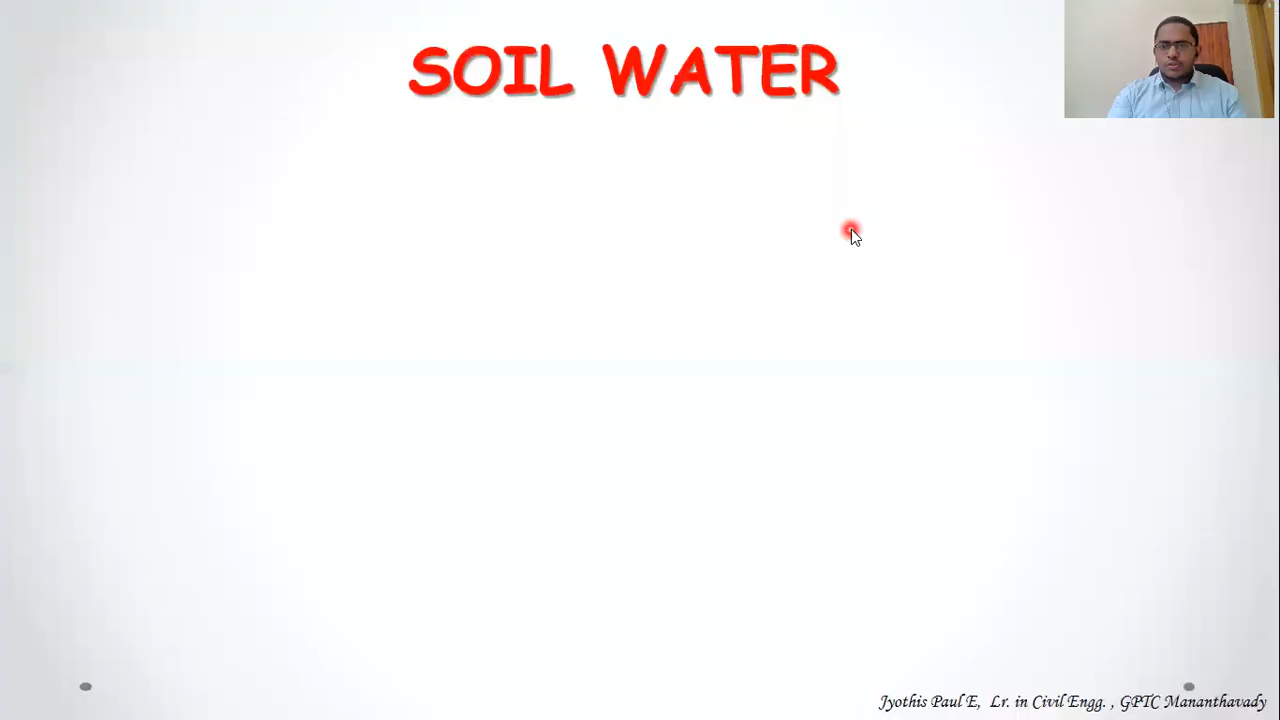 SOIL WATER
Jyothis Paul E, Lr. in Civil Engg. , GPTC Mananthavady